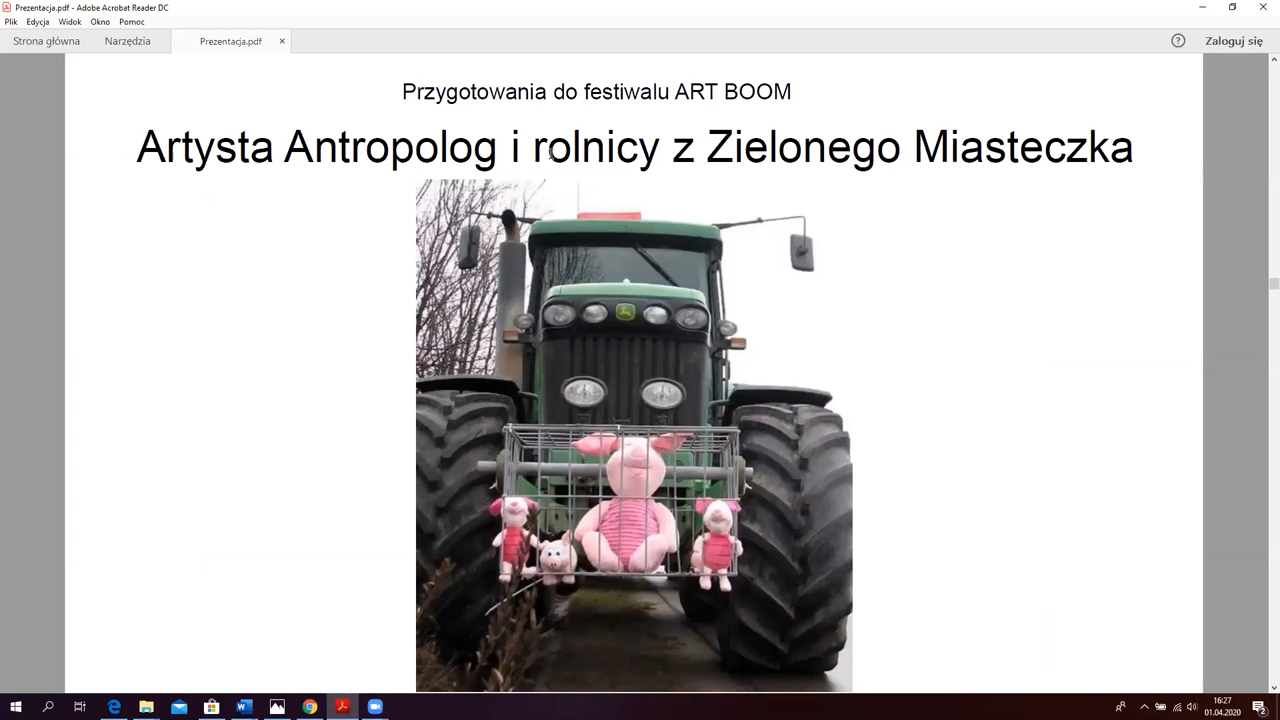 Prezentacja.pdf - Adobe Acrobat Reader DC
Plik Edycja Widok Okno Pomoc
Strona główna Narzędzia Prezentacja.pdf × Zaloguj się
Przygotowania do festiwalu ART BOOM
Artysta Antropolog i rolnicy z Zielonego Miasteczka
16:27
01.04.2020
2